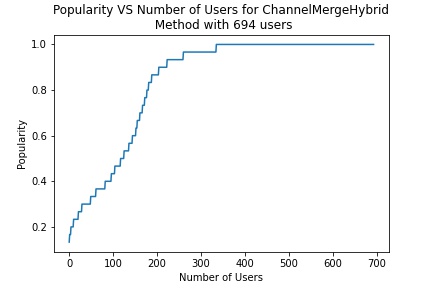 Popularity VS Number of Users for ChannelMergeHybrid
Method with 694 users
1.0
0.8
0.6
0.4
0.2
Popularity
0 100 200 300 400 500 600 700
Number of Users